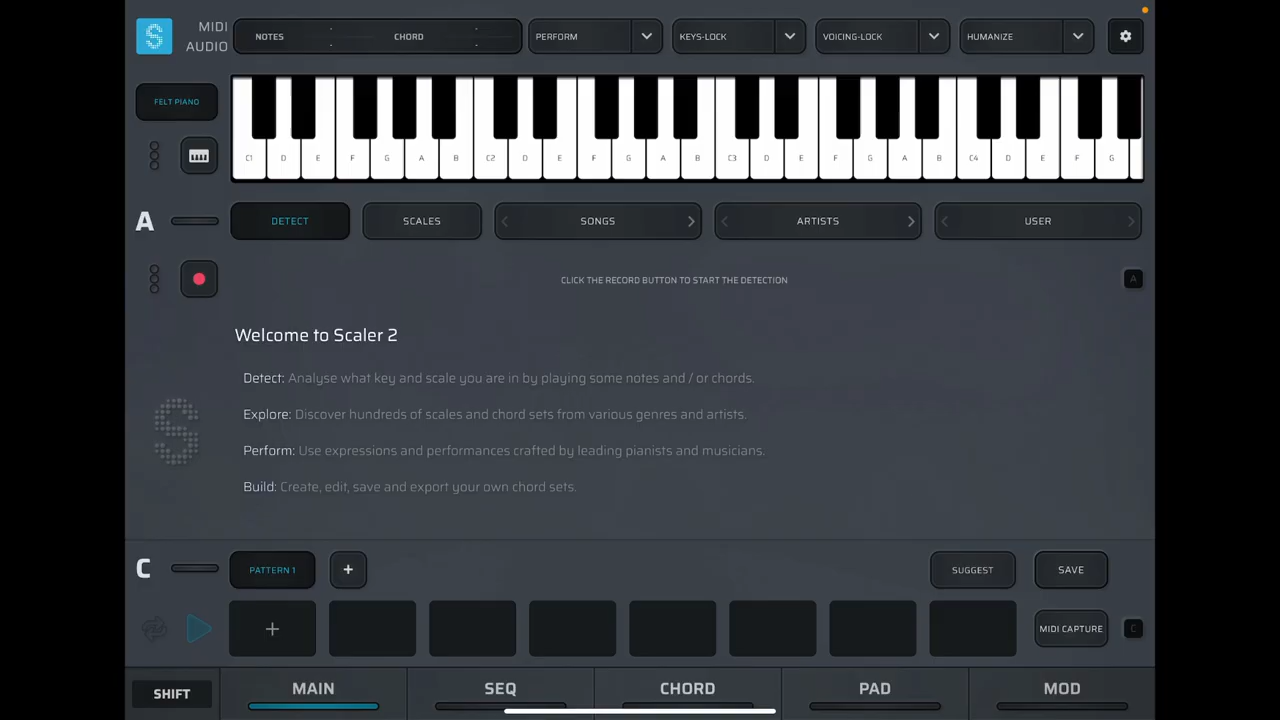 S MIDI AUDIO NOTES CHORD PERFORM KEYS-LOCK VOICING-LOCK HUMANIZE
FELT PIANO
C1 D E F G A B C2 D E F G A B C3 D E F G A B C4 D E F G
A DETECT SCALES SONGS ARTISTS USER
CLICK THE RECORD BUTTON TO START THE DETECTION A
Welcome to Scaler 2
Detect: Analyse what key and scale you are in by playing some notes and / or chords.
Explore: Discover hundreds of scales and chord sets from various genres and artists.
Perform: Use expressions and performances crafted by leading pianists and musicians.
Build: Create, edit, save and export your own chord sets.
C PATTERN 1 + SUGGEST SAVE
+ MIDI CAPTURE C
SHIFT MAIN SEQ CHORD PAD MOD